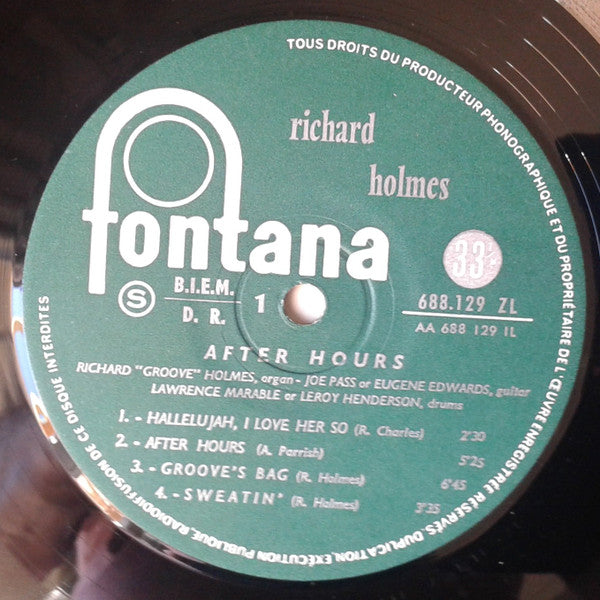 TOUS DROITS DU PRODUCTEUR PHONOGRAPHIQUE ET DU PROPRIÉTAIRE DE L'ŒUVRE ENREGISTRÉE RÉSERVÉS. DUPLICATION, EXÉCUTION PUBLIQUE, RADIODIFFUSION DE CE DISQUE INTERDITES
richard
holmes
fontana
33
S
B.I.E.M.
D. R.
1
688.129 ZL
AA 688 129 1L
AFTER HOURS
RICHARD "GROOVE" HOLMES, organ - JOE PASS or EUGENE EDWARDS, guitar
LAWRENCE MARABLE or LEROY HENDERSON, drums
1. - HALLELUJAH, I LOVE HER SO (R. Charles) 2'30
2. - AFTER HOURS (A. Parrish) 5'25
3. - GROOVE'S BAG (R. Holmes) 6'45
4. - SWEATIN' (R. Holmes) 3'35